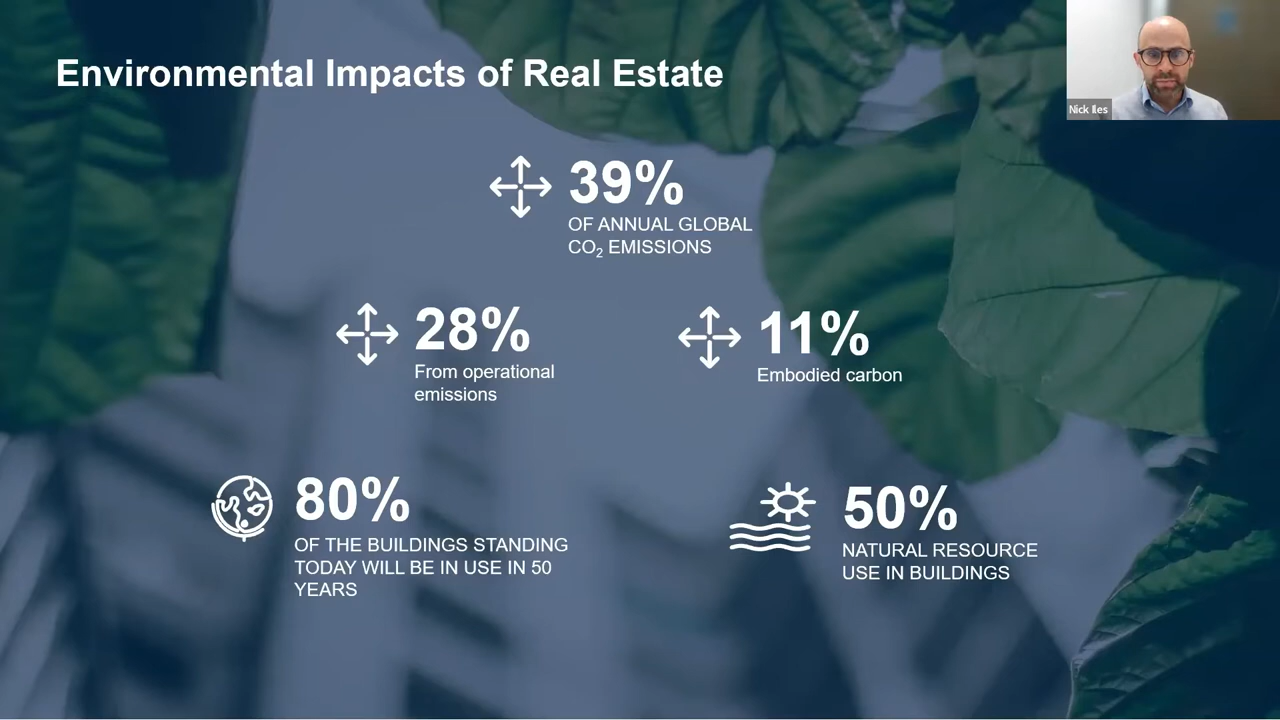 Environmental Impacts of Real Estate
Nick Iles
39%
OF ANNUAL GLOBAL
CO₂ EMISSIONS
28%
From operational
emissions
11%
Embodied carbon
80%
OF THE BUILDINGS STANDING
TODAY WILL BE IN USE IN 50
YEARS
50%
NATURAL RESOURCE
USE IN BUILDINGS